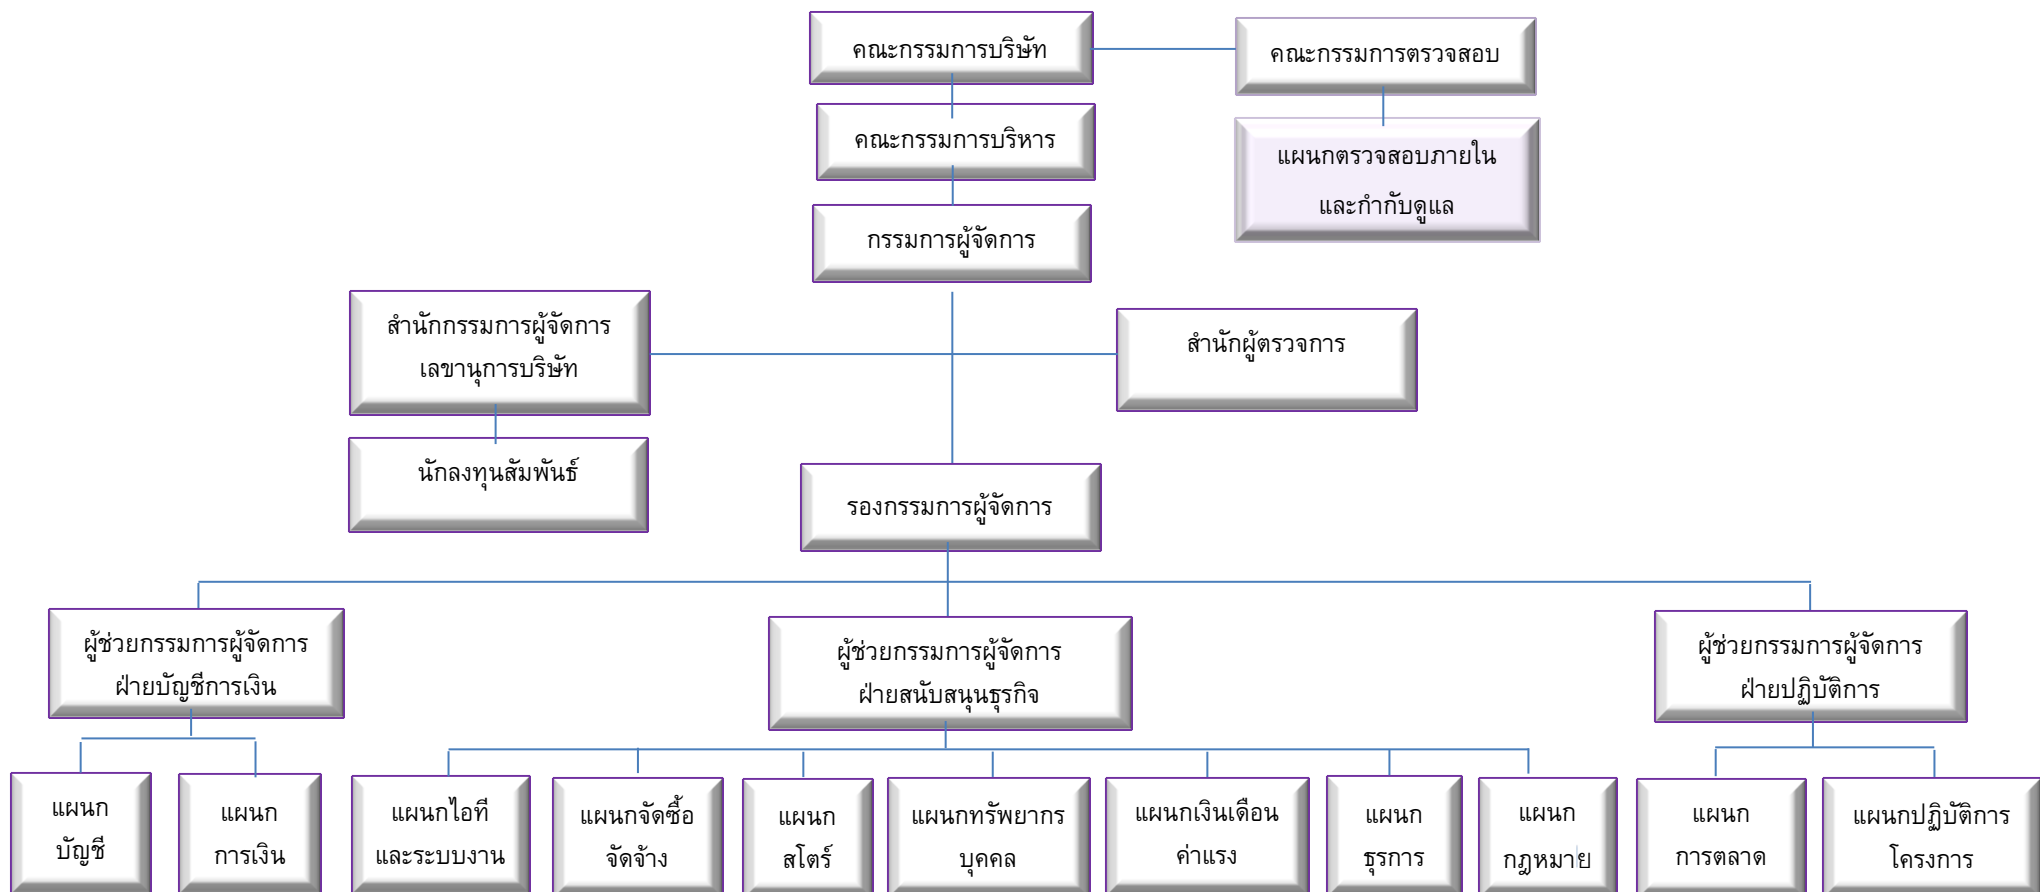 คณะกรรมการบริษัท
คณะกรรมการตรวจสอบ
คณะกรรมการบริหาร
แผนกตรวจสอบภายใน
และกำกับดูแล
กรรมการผู้จัดการ
สำนักกรรมการผู้จัดการ
เลขานุการบริษัท
สำนักผู้ตรวจการ
นักลงทุนสัมพันธ์
รองกรรมการผู้จัดการ
ผู้ช่วยกรรมการผู้จัดการ
ฝ่ายบัญชีการเงิน
ผู้ช่วยกรรมการผู้จัดการ
ฝ่ายสนับสนุนธุรกิจ
ผู้ช่วยกรรมการผู้จัดการ
ฝ่ายปฏิบัติการ
แผนก
บัญชี
แผนก
การเงิน
แผนกไอที
และระบบงาน
แผนกจัดซื้อ
จัดจ้าง
แผนก
สโตร์
แผนกทรัพยากร
บุคคล
แผนกเงินเดือน
ค่าแรง
แผนก
ธุรการ
แผนก
กฎหมาย
แผนก
การตลาด
แผนกปฏิบัติการ
โครงการ